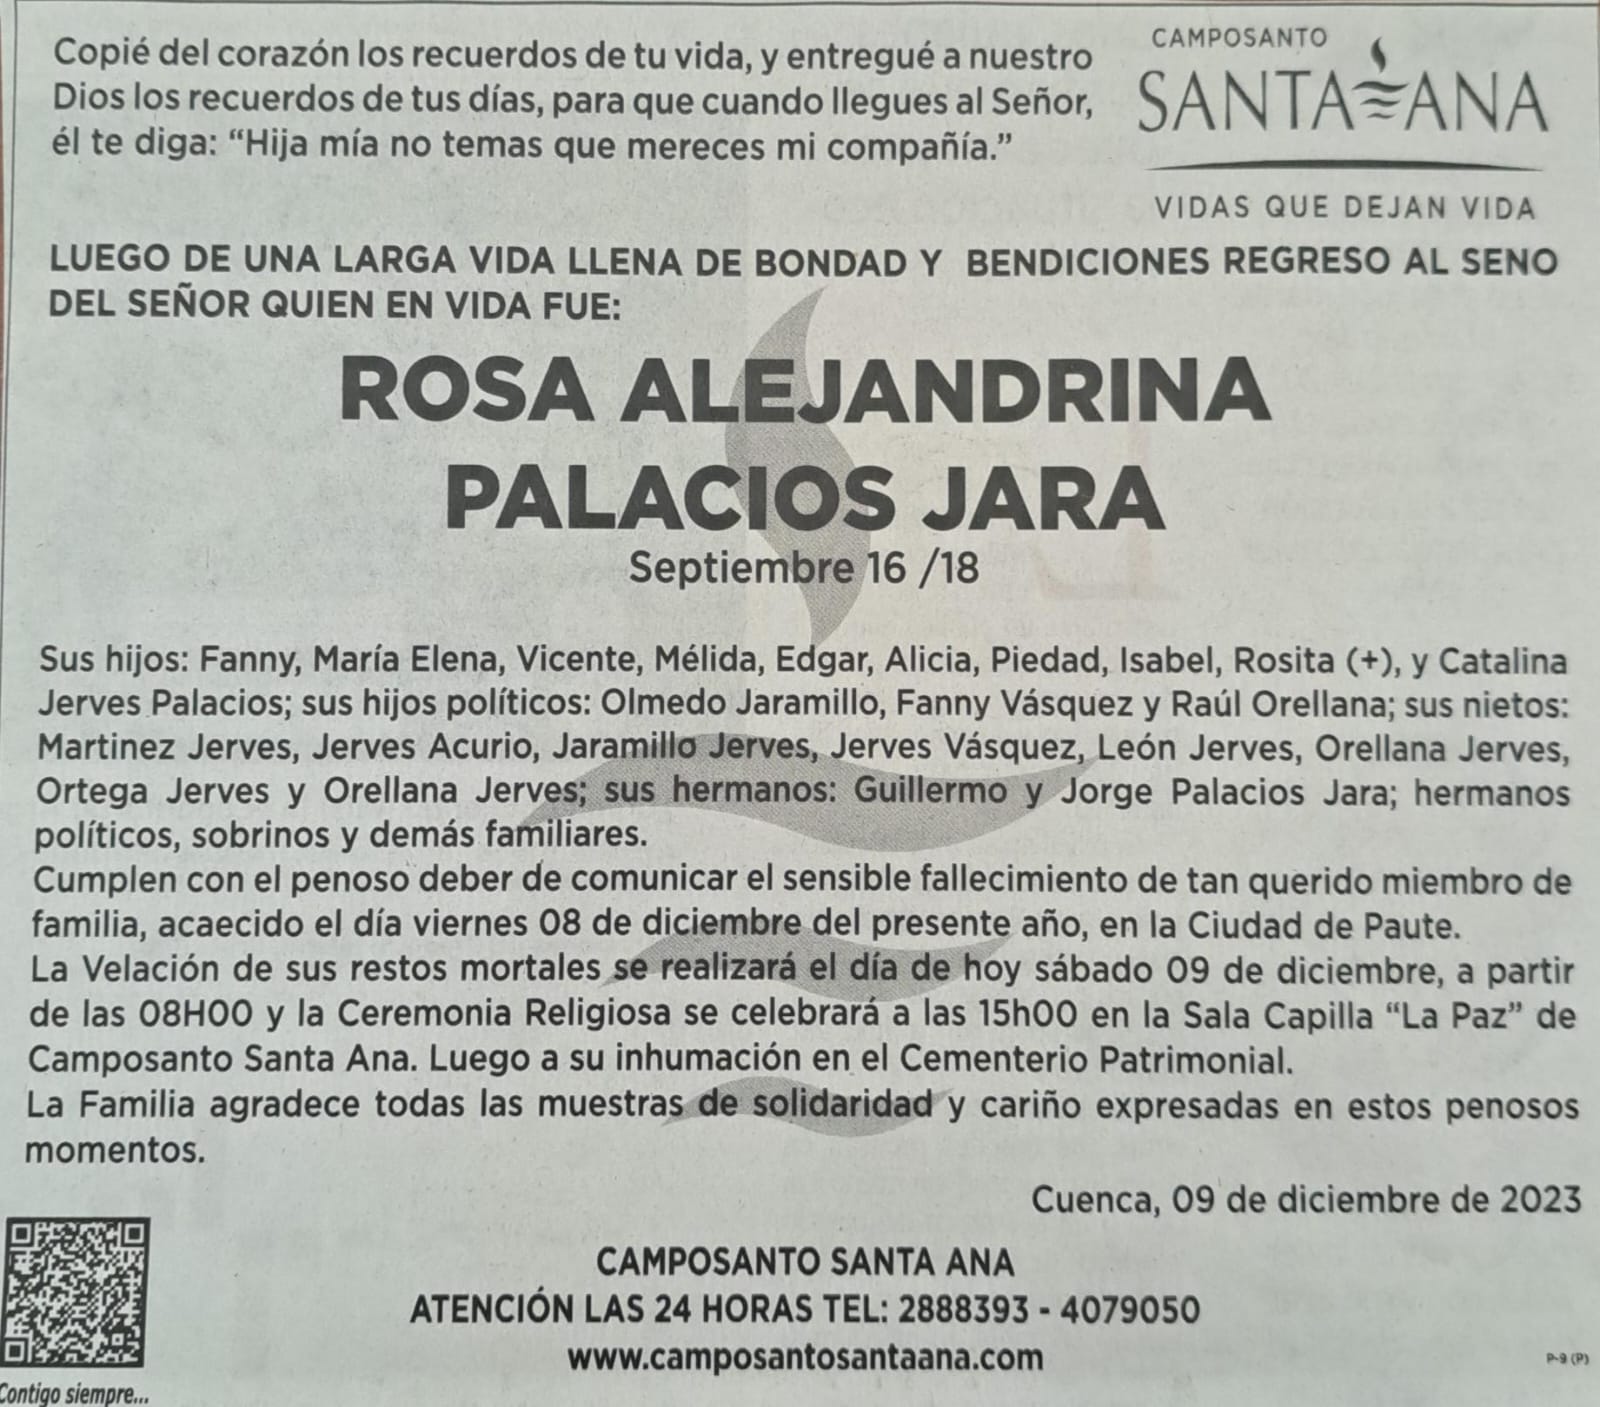 Copié del corazón los recuerdos de tu vida, y entregué a nuestro
Dios los recuerdos de tus días, para que cuando llegues al Señor,
él te diga: “Hija mía no temas que mereces mi compañía.”
CAMPOSANTO
SANTA ANA
VIDAS QUE DEJAN VIDA
LUEGO DE UNA LARGA VIDA LLENA DE BONDAD Y BENDICIONES REGRESO AL SENO
DEL SEÑOR QUIEN EN VIDA FUE:
ROSA ALEJANDRINA
PALACIOS JARA
Septiembre 16 /18
Sus hijos: Fanny, María Elena, Vicente, Mélida, Edgar, Alicia, Piedad, Isabel, Rosita (+), y Catalina
Jerves Palacios; sus hijos políticos: Olmedo Jaramillo, Fanny Vásquez y Raúl Orellana; sus nietos:
Martinez Jerves, Jerves Acurio, Jaramillo Jerves, Jerves Vásquez, León Jerves, Orellana Jerves,
Ortega Jerves y Orellana Jerves; sus hermanos: Guillermo y Jorge Palacios Jara; hermanos
políticos, sobrinos y demás familiares.
Cumplen con el penoso deber de comunicar el sensible fallecimiento de tan querido miembro de
familia, acaecido el día viernes 08 de diciembre del presente año, en la Ciudad de Paute.
La Velación de sus restos mortales se realizará el día de hoy sábado 09 de diciembre, a partir
de las 08H00 y la Ceremonia Religiosa se celebrará a las 15h00 en la Sala Capilla “La Paz” de
Camposanto Santa Ana. Luego a su inhumación en el Cementerio Patrimonial.
La Familia agradece todas las muestras de solidaridad y cariño expresadas en estos penosos
momentos.
Cuenca, 09 de diciembre de 2023
CAMPOSANTO SANTA ANA
ATENCIÓN LAS 24 HORAS TEL: 2888393 - 4079050
www.camposantosantaana.com
P-9 (P)
Contigo siempre...